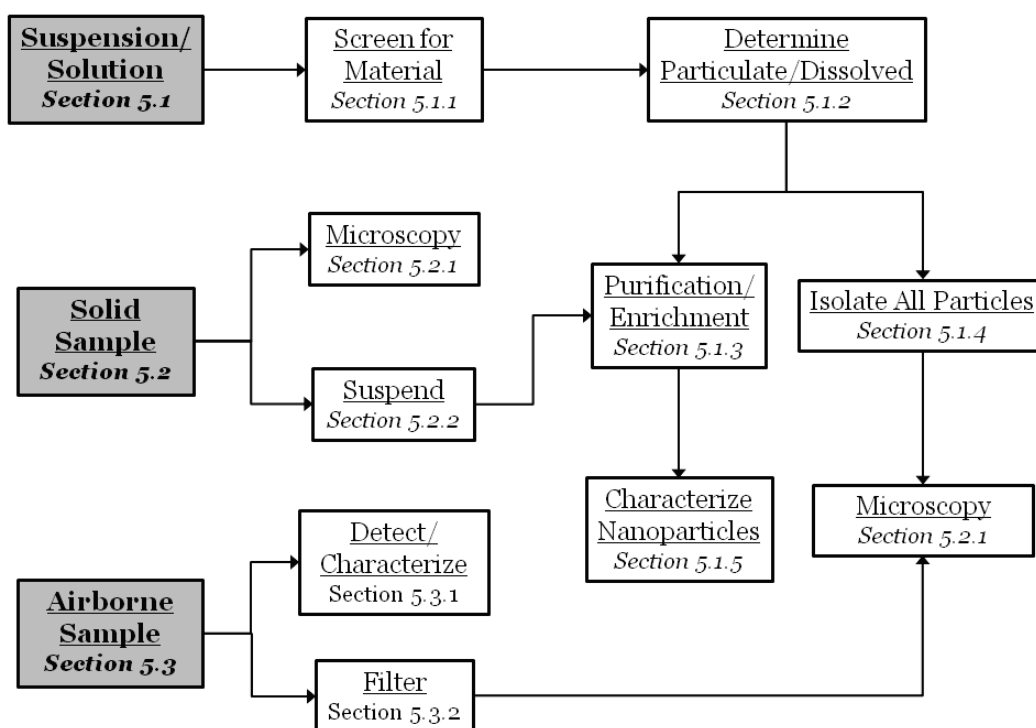 Suspension/
Solution
Section 5.1
Screen for
Material
Section 5.1.1
Determine
Particulate/Dissolved
Section 5.1.2
Microscopy
Section 5.2.1
Solid
Sample
Section 5.2
Suspend
Section 5.2.2
Purification/
Enrichment
Section 5.1.3
Isolate All Particles
Section 5.1.4
Characterize
Nanoparticles
Section 5.1.5
Microscopy
Section 5.2.1
Detect/
Characterize
Section 5.3.1
Airborne
Sample
Section 5.3
Filter
Section 5.3.2